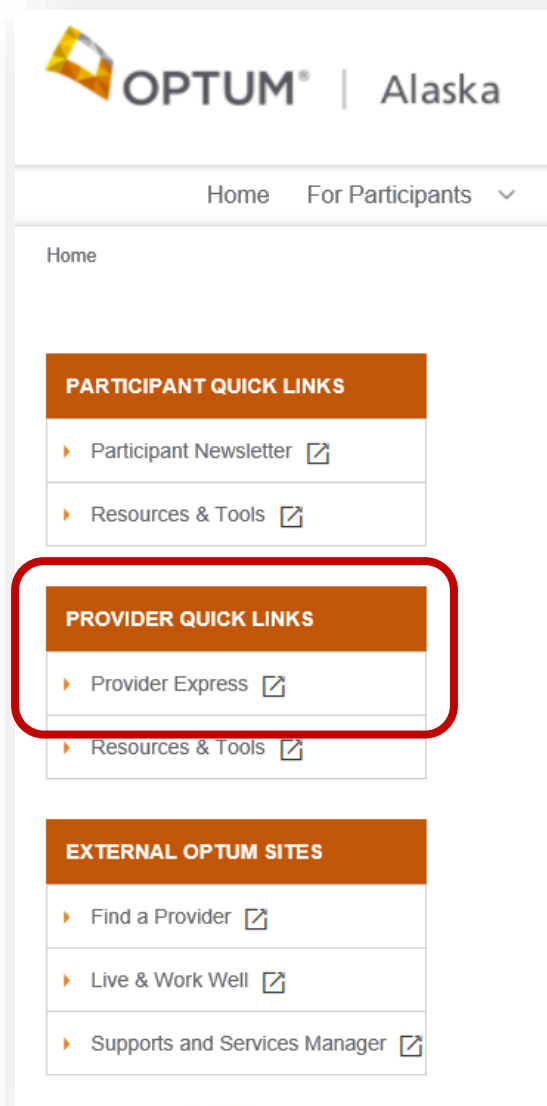 OPTUM® | Alaska
Home For Participants
Home
PARTICIPANT QUICK LINKS
Participant Newsletter
Resources & Tools
PROVIDER QUICK LINKS
Provider Express
Resources & Tools
EXTERNAL OPTUM SITES
Find a Provider
Live & Work Well
Supports and Services Manager